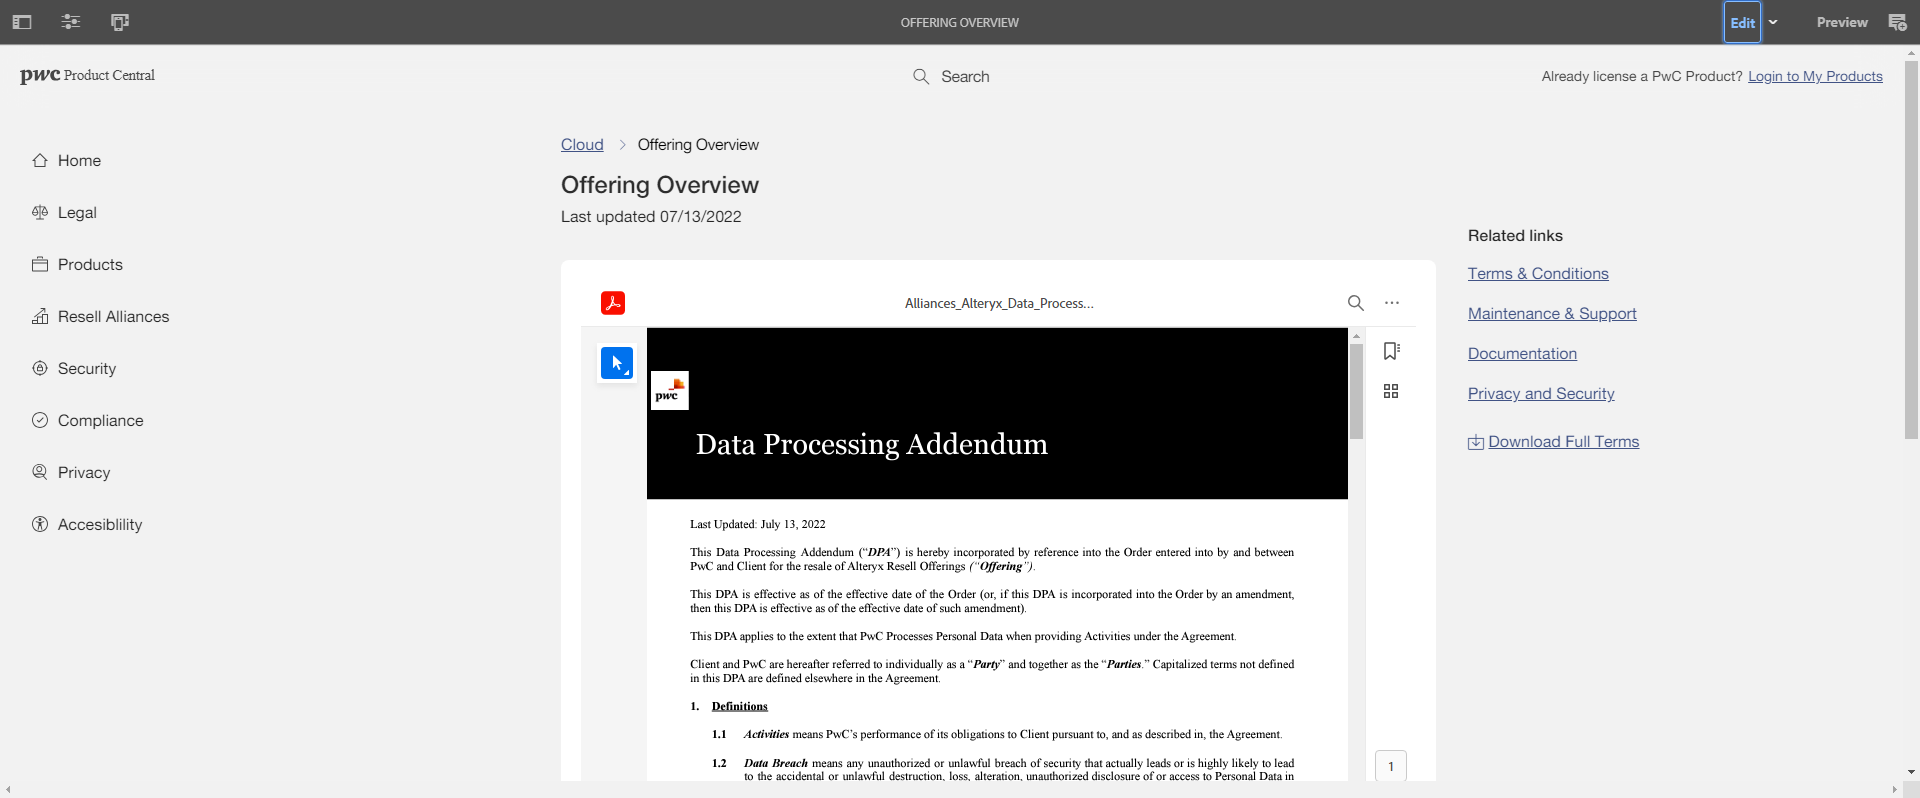 OFFERING OVERVIEW
Edit
Preview
pwc Product Central
Search
Already license a PwC Product? Login to My Products
Home
Legal
Products
Resell Alliances
Security
Compliance
Privacy
Accesiblility
Cloud > Offering Overview
Offering Overview
Last updated 07/13/2022
Alliances_Alteryx_Data_Process...
pwc
Data Processing Addendum
Last Updated: July 13, 2022
This Data Processing Addendum (“DPA”) is hereby incorporated by reference into the Order entered into by and between
PwC and Client for the resale of Alteryx Resell Offerings (“Offering”).
This DPA is effective as of the effective date of the Order (or, if this DPA is incorporated into the Order by an amendment,
then this DPA is effective as of the effective date of such amendment).
This DPA applies to the extent that PwC Processes Personal Data when providing Activities under the Agreement.
Client and PwC are hereafter referred to individually as a “Party” and together as the “Parties.” Capitalized terms not defined
in this DPA are defined elsewhere in the Agreement.
1. Definitions
1.1 Activities means PwC’s performance of its obligations to Client pursuant to, and as described in, the Agreement.
1.2 Data Breach means any unauthorized or unlawful breach of security that actually leads or is highly likely to lead
to the accidental or unlawful destruction, loss, alteration, unauthorized disclosure of or access to Personal Data in
1
Related links
Terms & Conditions
Maintenance & Support
Documentation
Privacy and Security
Download Full Terms